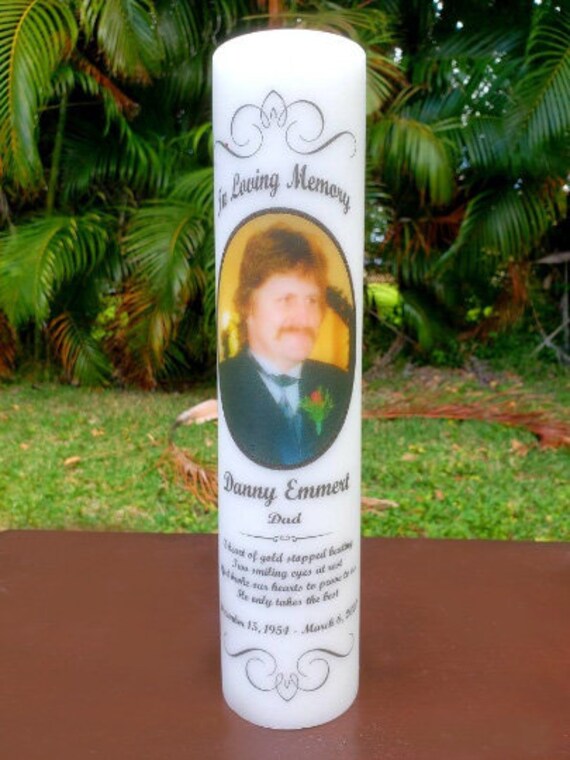 In Loving Memory
Danny Emmert
Dad
heart of gold stopped beating
Two smiling eyes at rest
broke our hearts to prove to us
He only takes the best
15, 1954 - March 6,